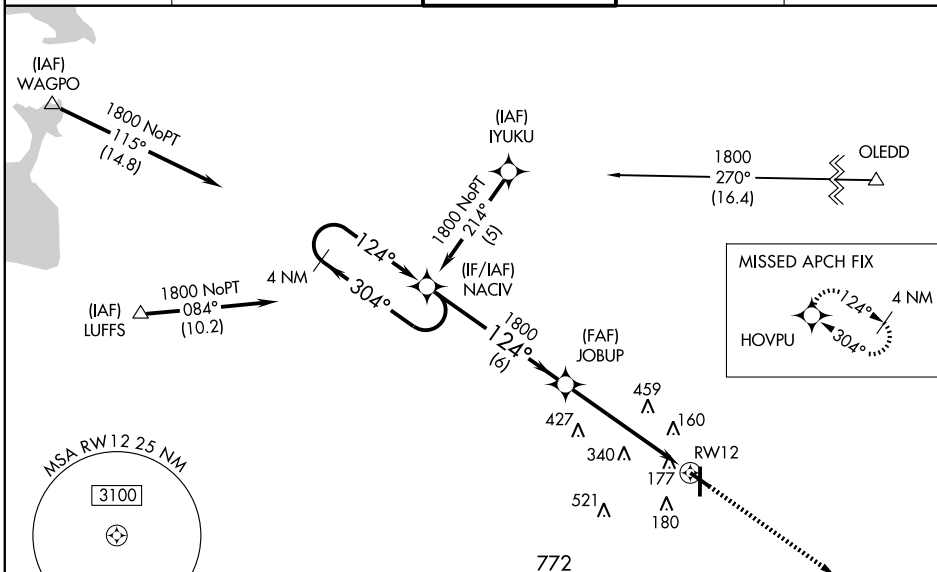 (IAF)
WAGPO
1800 NoPT
115°
(14.8)
(IAF)
IYUKU
1800 NoPT
214°
(5)
1800
270°
(16.4)
OLEDD
(IAF)
LUFFS
1800 NoPT
084°
(10.2)
4 NM
124°
304°
(IF/IAF)
NACIV
1800
124°
(6)
(FAF)
JOBUP
MISSED APCH FIX
HOVPU
124°
304°
4 NM
459
427
160
340
RW12
177
521
180
772
MSA RW12 25 NM
3100